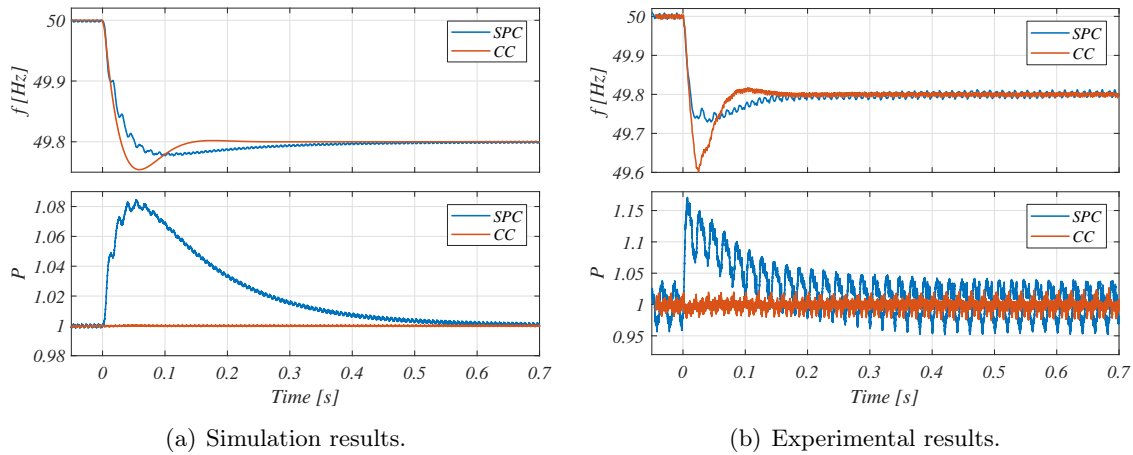 50
49.9
49.8
f [Hz]
SPC
CC
1.08
1.06
1.04
1.02
1
0.98
P
SPC
CC
0
0.1
0.2
0.3
0.4
0.5
0.6
0.7
Time [s]
(a) Simulation results.
50
49.9
49.8
49.7
49.6
f [Hz]
SPC
CC
1.15
1.1
1.05
1
0.95
P
SPC
CC
0
0.1
0.2
0.3
0.4
0.5
0.6
0.7
Time [s]
(b) Experimental results.